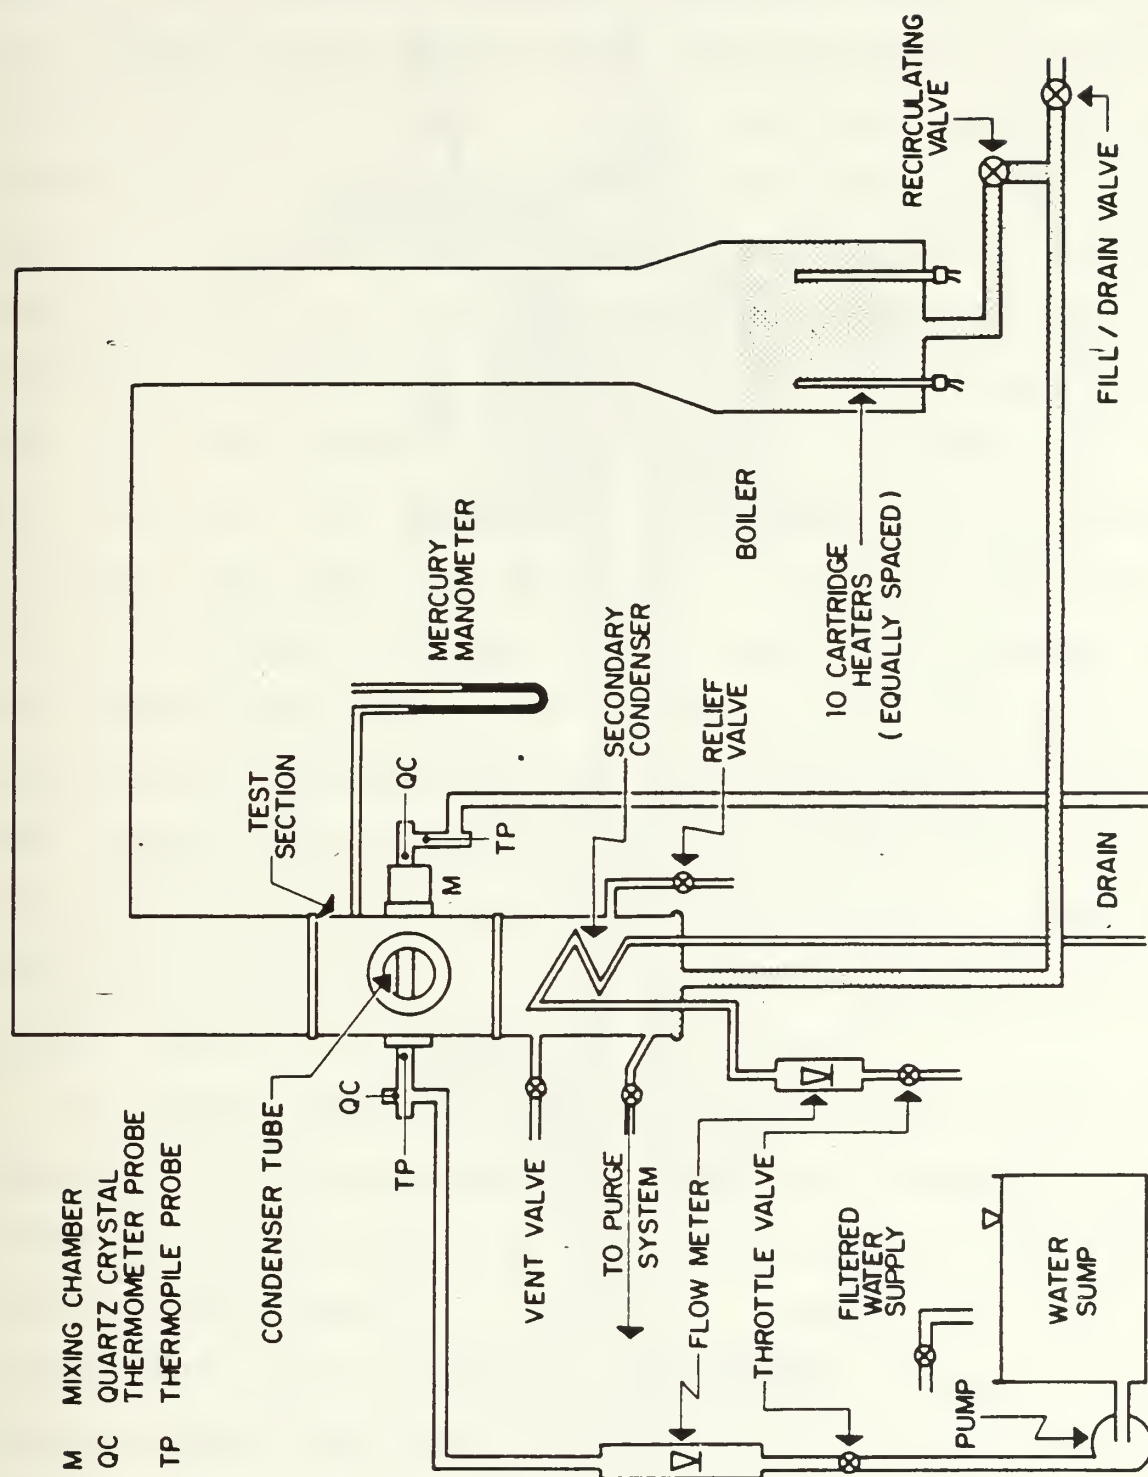 M MIXING CHAMBER
QC QUARTZ CRYSTAL
THERMOMETER PROBE
TP THERMOPILE PROBE
CONDENSER TUBE
TEST
SECTION
QC
TP
M
QC
TP
MERCURY
MANOMETER
VENT VALVE
TO PURGE
SYSTEM
FLOW METER
THROTTLE VALVE
FILTERED
WATER
SUPPLY
PUMP
WATER
SUMP
SECONDARY
CONDENSER
RELIEF
VALVE
DRAIN
BOILER
10 CARTRIDGE
HEATERS
(EQUALLY SPACED)
RECIRCULATING
VALVE
FILL / DRAIN VALVE